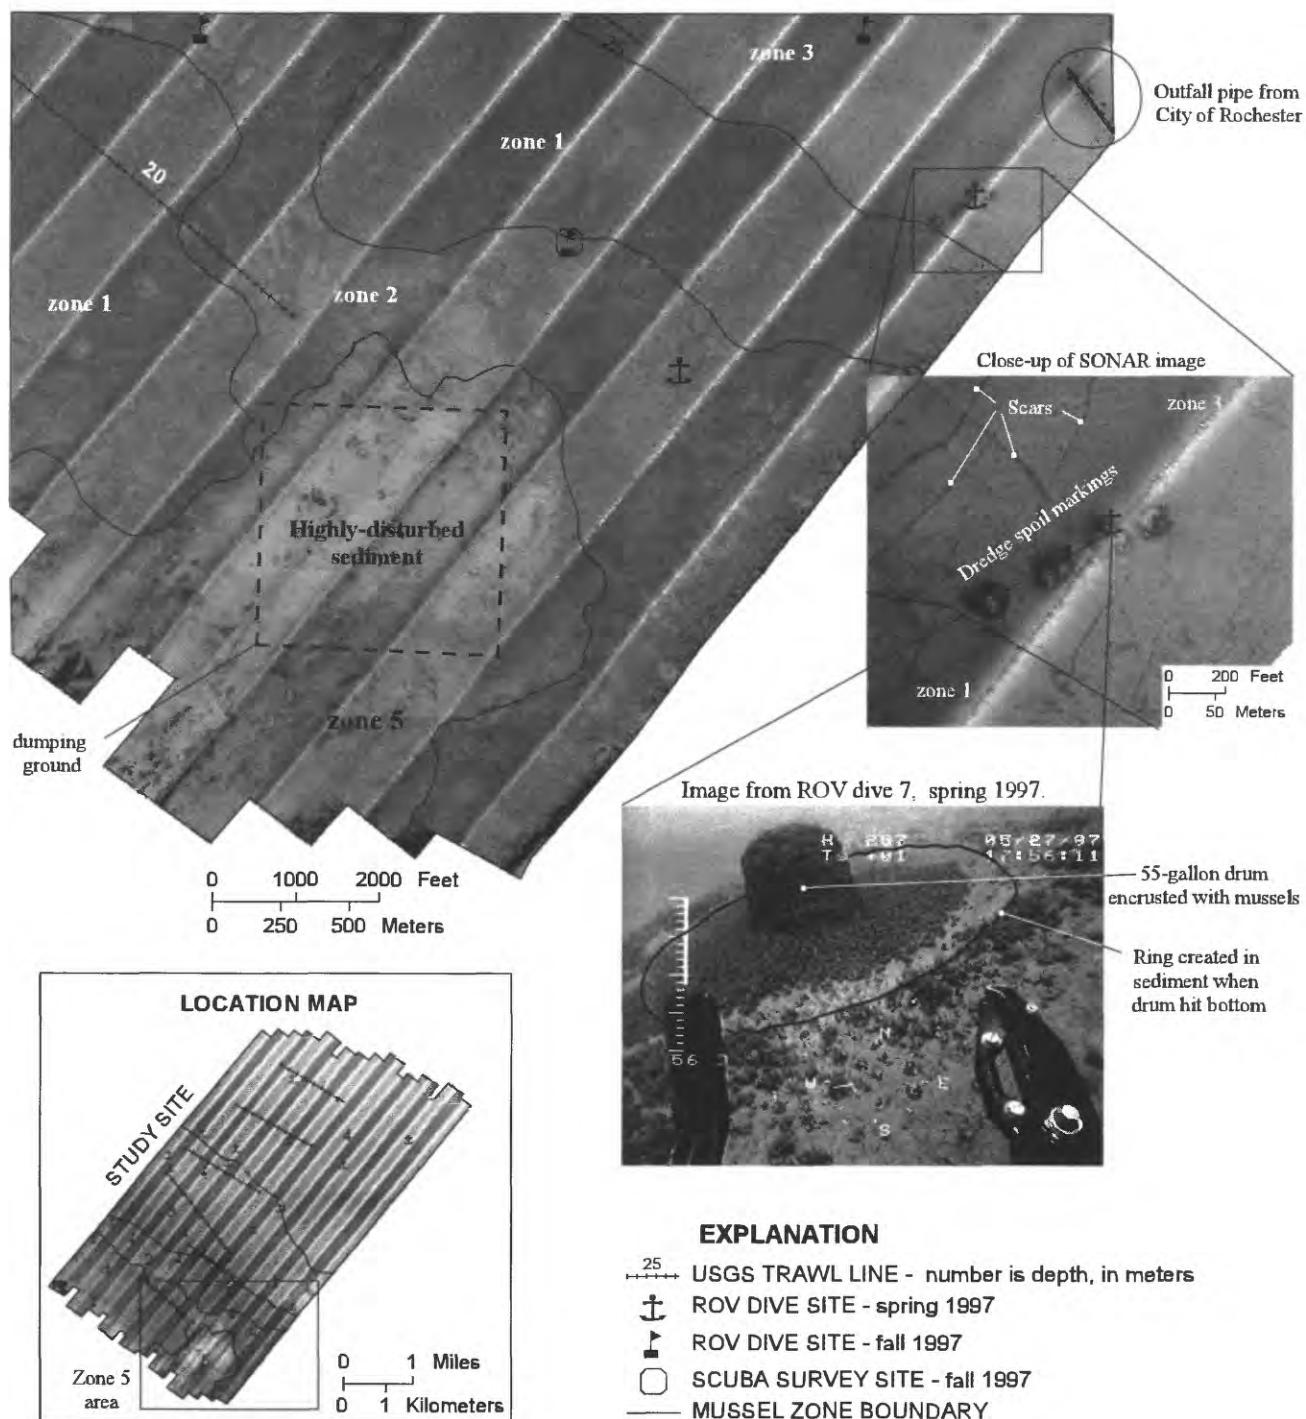 zone 3
Outfall pipe from
City of Rochester
zone 1
20
zone 1
zone 2
Close-up of SONAR image
Scars
zone 3
Dredge spoil markings
Highly-disturbed
sediment
zone 1
0 200 Feet
0 50 Meters
zone 5
dumping
ground
Image from ROV dive 7, spring 1997.
05/27/97
17:56:11
55-gallon drum
encrusted with mussels
Ring created in
sediment when
drum hit bottom
56
N
W
E
S
0 1000 2000 Feet
0 250 500 Meters
LOCATION MAP
STUDY SITE
Zone 5
area
0 1 Miles
0 1 Kilometers
EXPLANATION
25 USGS TRAWL LINE - number is depth, in meters
ROV DIVE SITE - spring 1997
ROV DIVE SITE - fall 1997
SCUBA SURVEY SITE - fall 1997
MUSSEL ZONE BOUNDARY